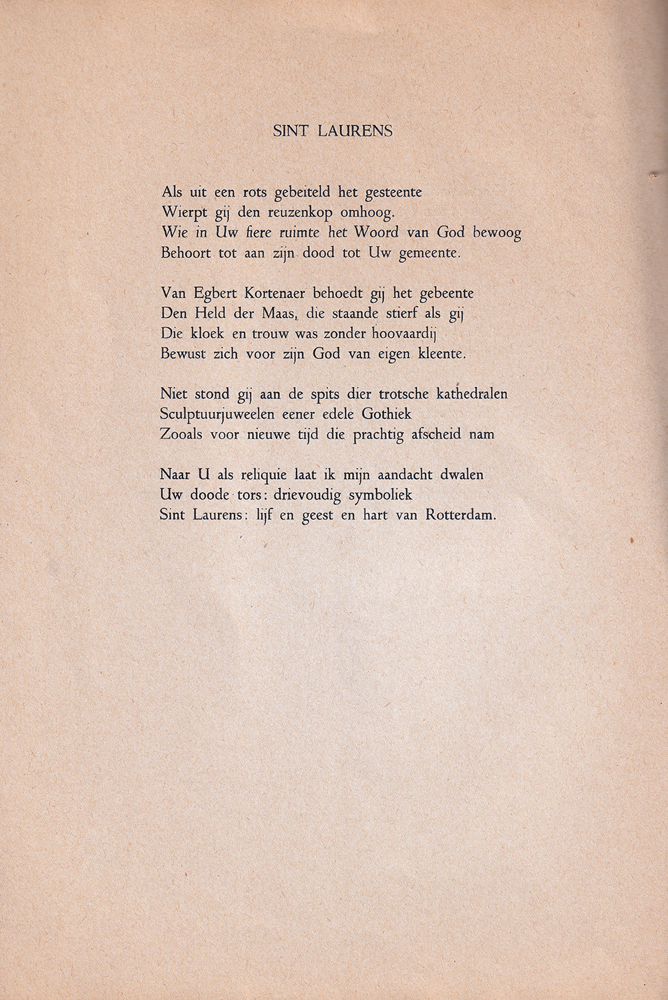 SINT LAURENS
Als uit een rots gebeiteld het gesteente
Wierpt gij den reuzenkop omhoog.
Wie in Uw fiere ruimte het Woord van God bewoog
Behoort tot aan zijn dood tot Uw gemeente.
Van Egbert Kortenaer behoedt gij het gebeente
Den Held der Maas, die staande stierf als gij
Die kloek en trouw was zonder hoovaardij
Bewust zich voor zijn God van eigen kleente.
Niet stond gij aan de spits dier trotsche kathedralen
Sculptuurjuweelen eener edele Gothiek
Zooals voor nieuwe tijd die prachtig afscheid nam
Naar U als reliquie laat ik mijn aandacht dwalen
Uw doode tors: drievoudig symboliek
Sint Laurens: lijf en geest en hart van Rotterdam.